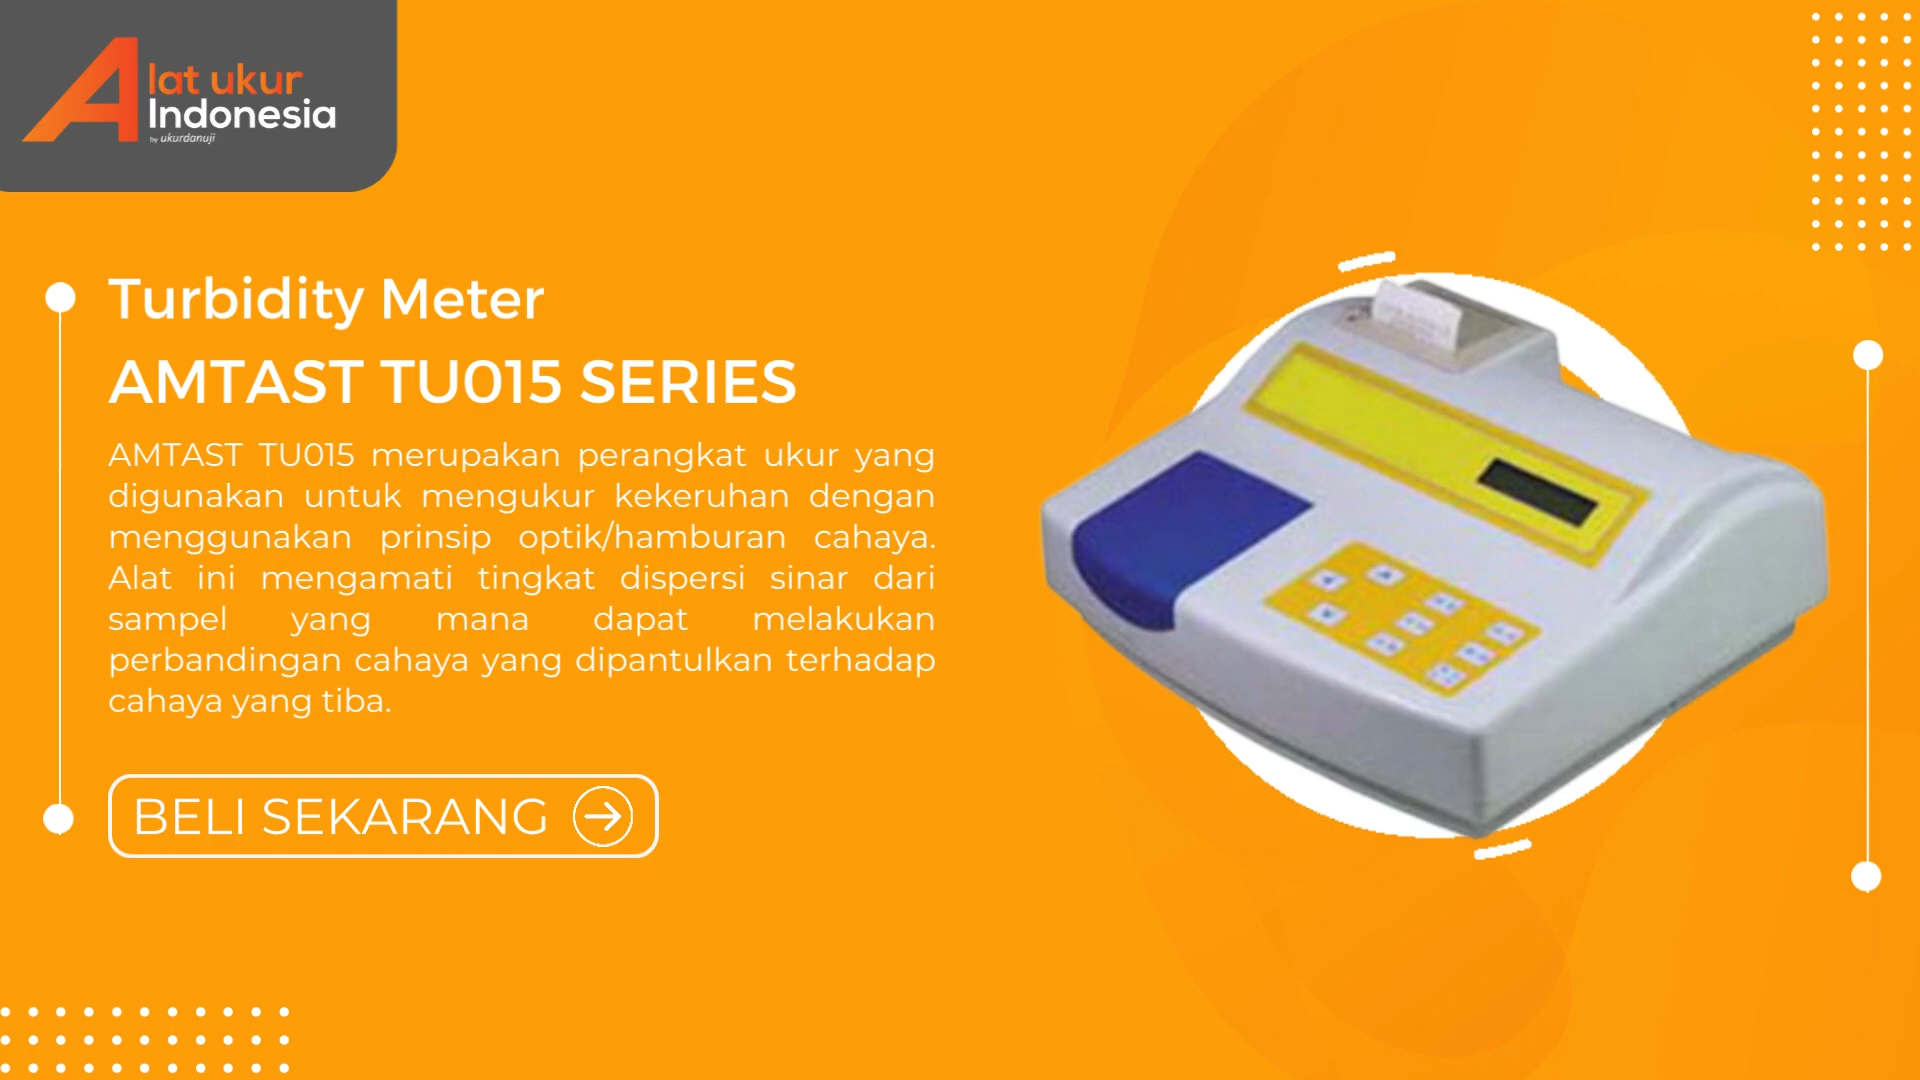 Alat ukur
Indonesia
by ukurdanuji
Turbidity Meter
AMTAST TU015 SERIES
AMTAST TU015 merupakan perangkat ukur yang
digunakan untuk mengukur kekeruhan dengan
menggunakan prinsip optik/hamburan cahaya.
Alat ini mengamati tingkat dispersi sinar dari
sampel yang mana dapat melakukan
perbandingan cahaya yang dipantulkan terhadap
cahaya yang tiba.
BELI SEKARANG